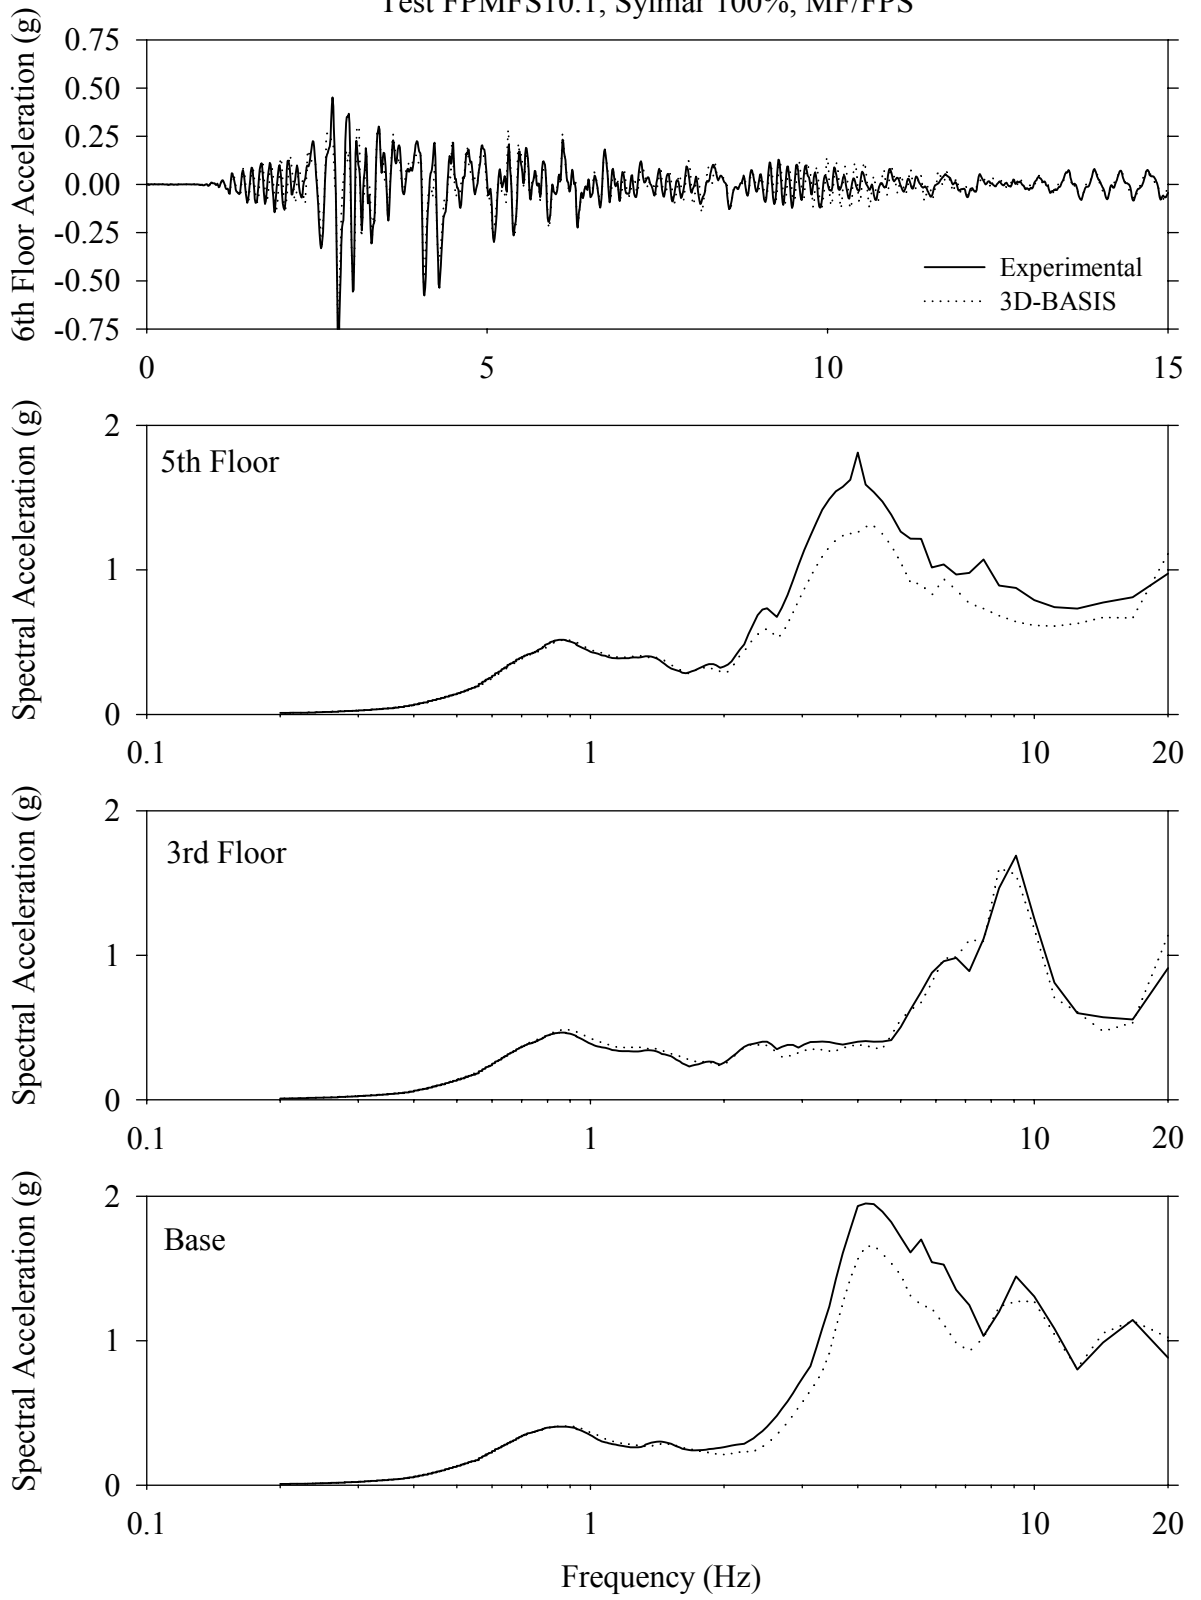 Test FPMFS10.1, Sylmar 100%, MF/FPS
6th Floor Acceleration (g)
0.75
0.50
0.25
0.00
-0.25
-0.50
-0.75
Experimental
3D-BASIS
0 5 10 15
Spectral Acceleration (g)
2
1
0
5th Floor
0.1 1 10 20
Spectral Acceleration (g)
2
1
0
3rd Floor
0.1 1 10 20
Spectral Acceleration (g)
2
1
0
Base
0.1 1 10 20
Frequency (Hz)